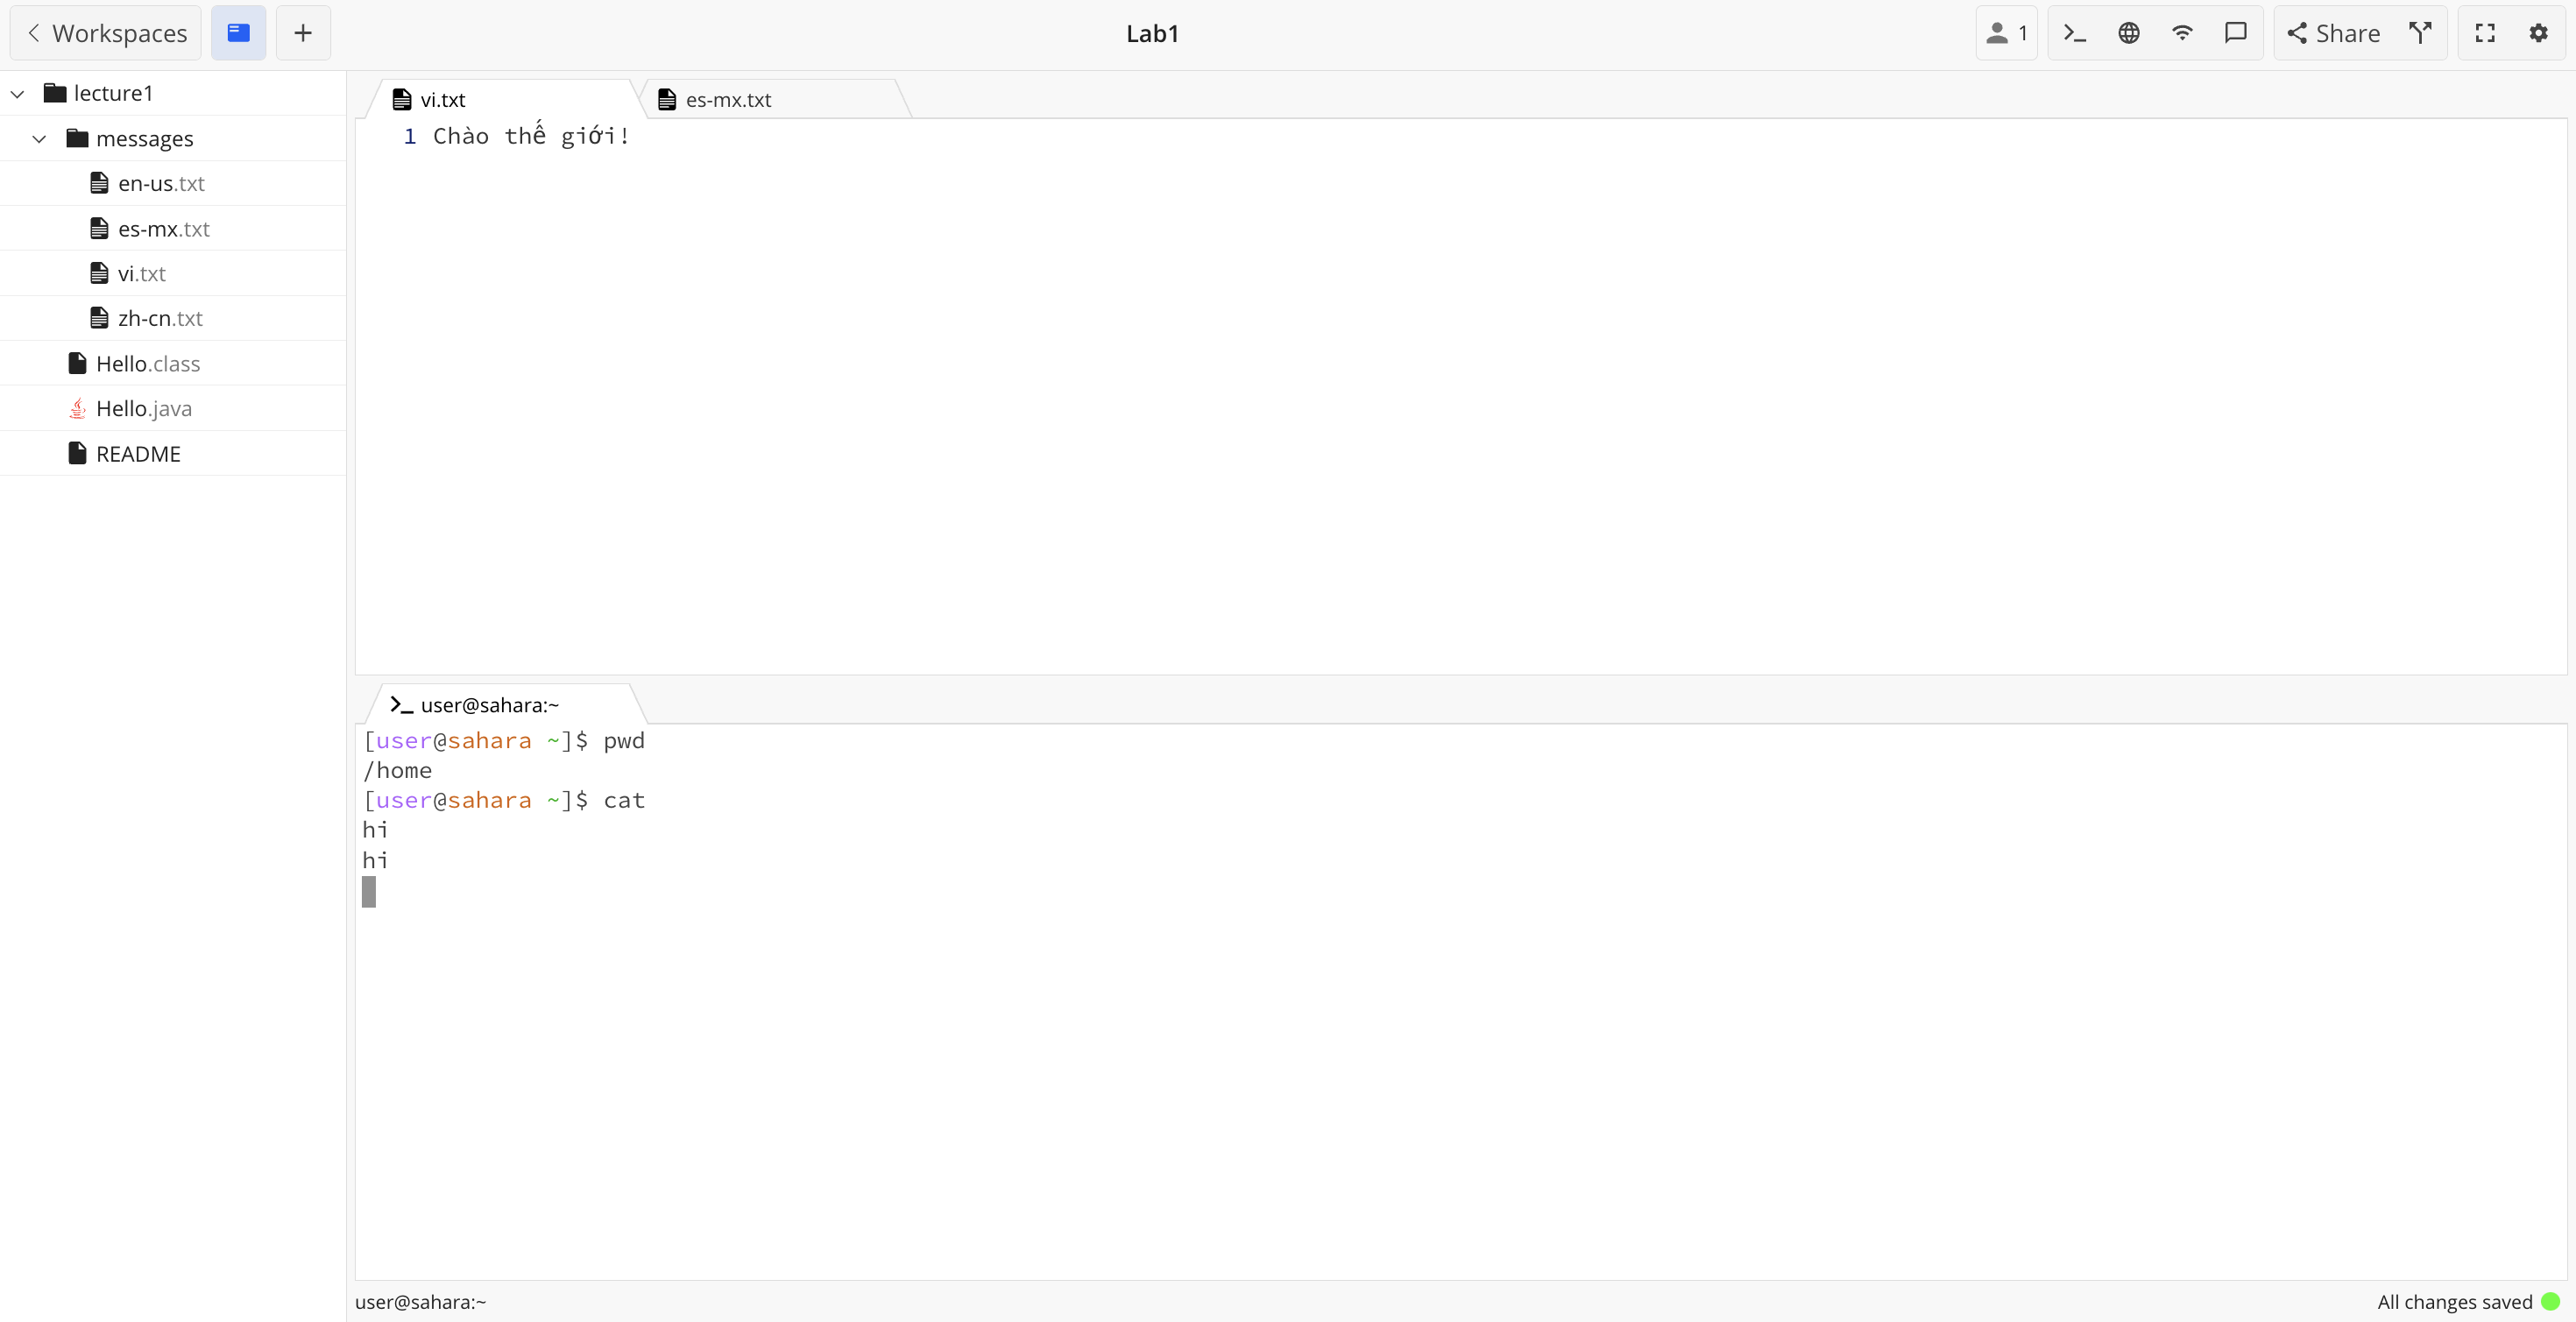 Workspaces
Lab1
1
Share
lecture1
messages
en-us.txt
es-mx.txt
vi.txt
zh-cn.txt
Hello.class
Hello.java
README
vi.txt
es-mx.txt
1 Chào thế giới!
user@sahara:~
[user@sahara ~]$ pwd
/home
[user@sahara ~]$ cat
hi
hi
user@sahara:~
All changes saved